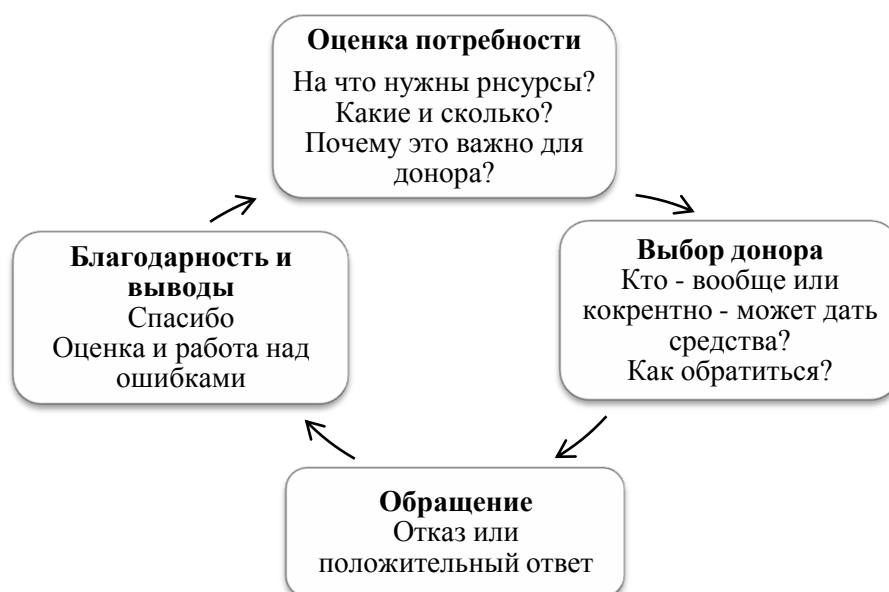 Оценка потребности
На что нужны рнсурсы?
Какие и сколько?
Почему это важно для
донора?
Выбор донора
Кто - вообще или
кокрентно - может дать
средства?
Как обратиться?
Обращение
Отказ или
положительный ответ
Благодарность и
выводы
Спасибо
Оценка и работа над
ошибками